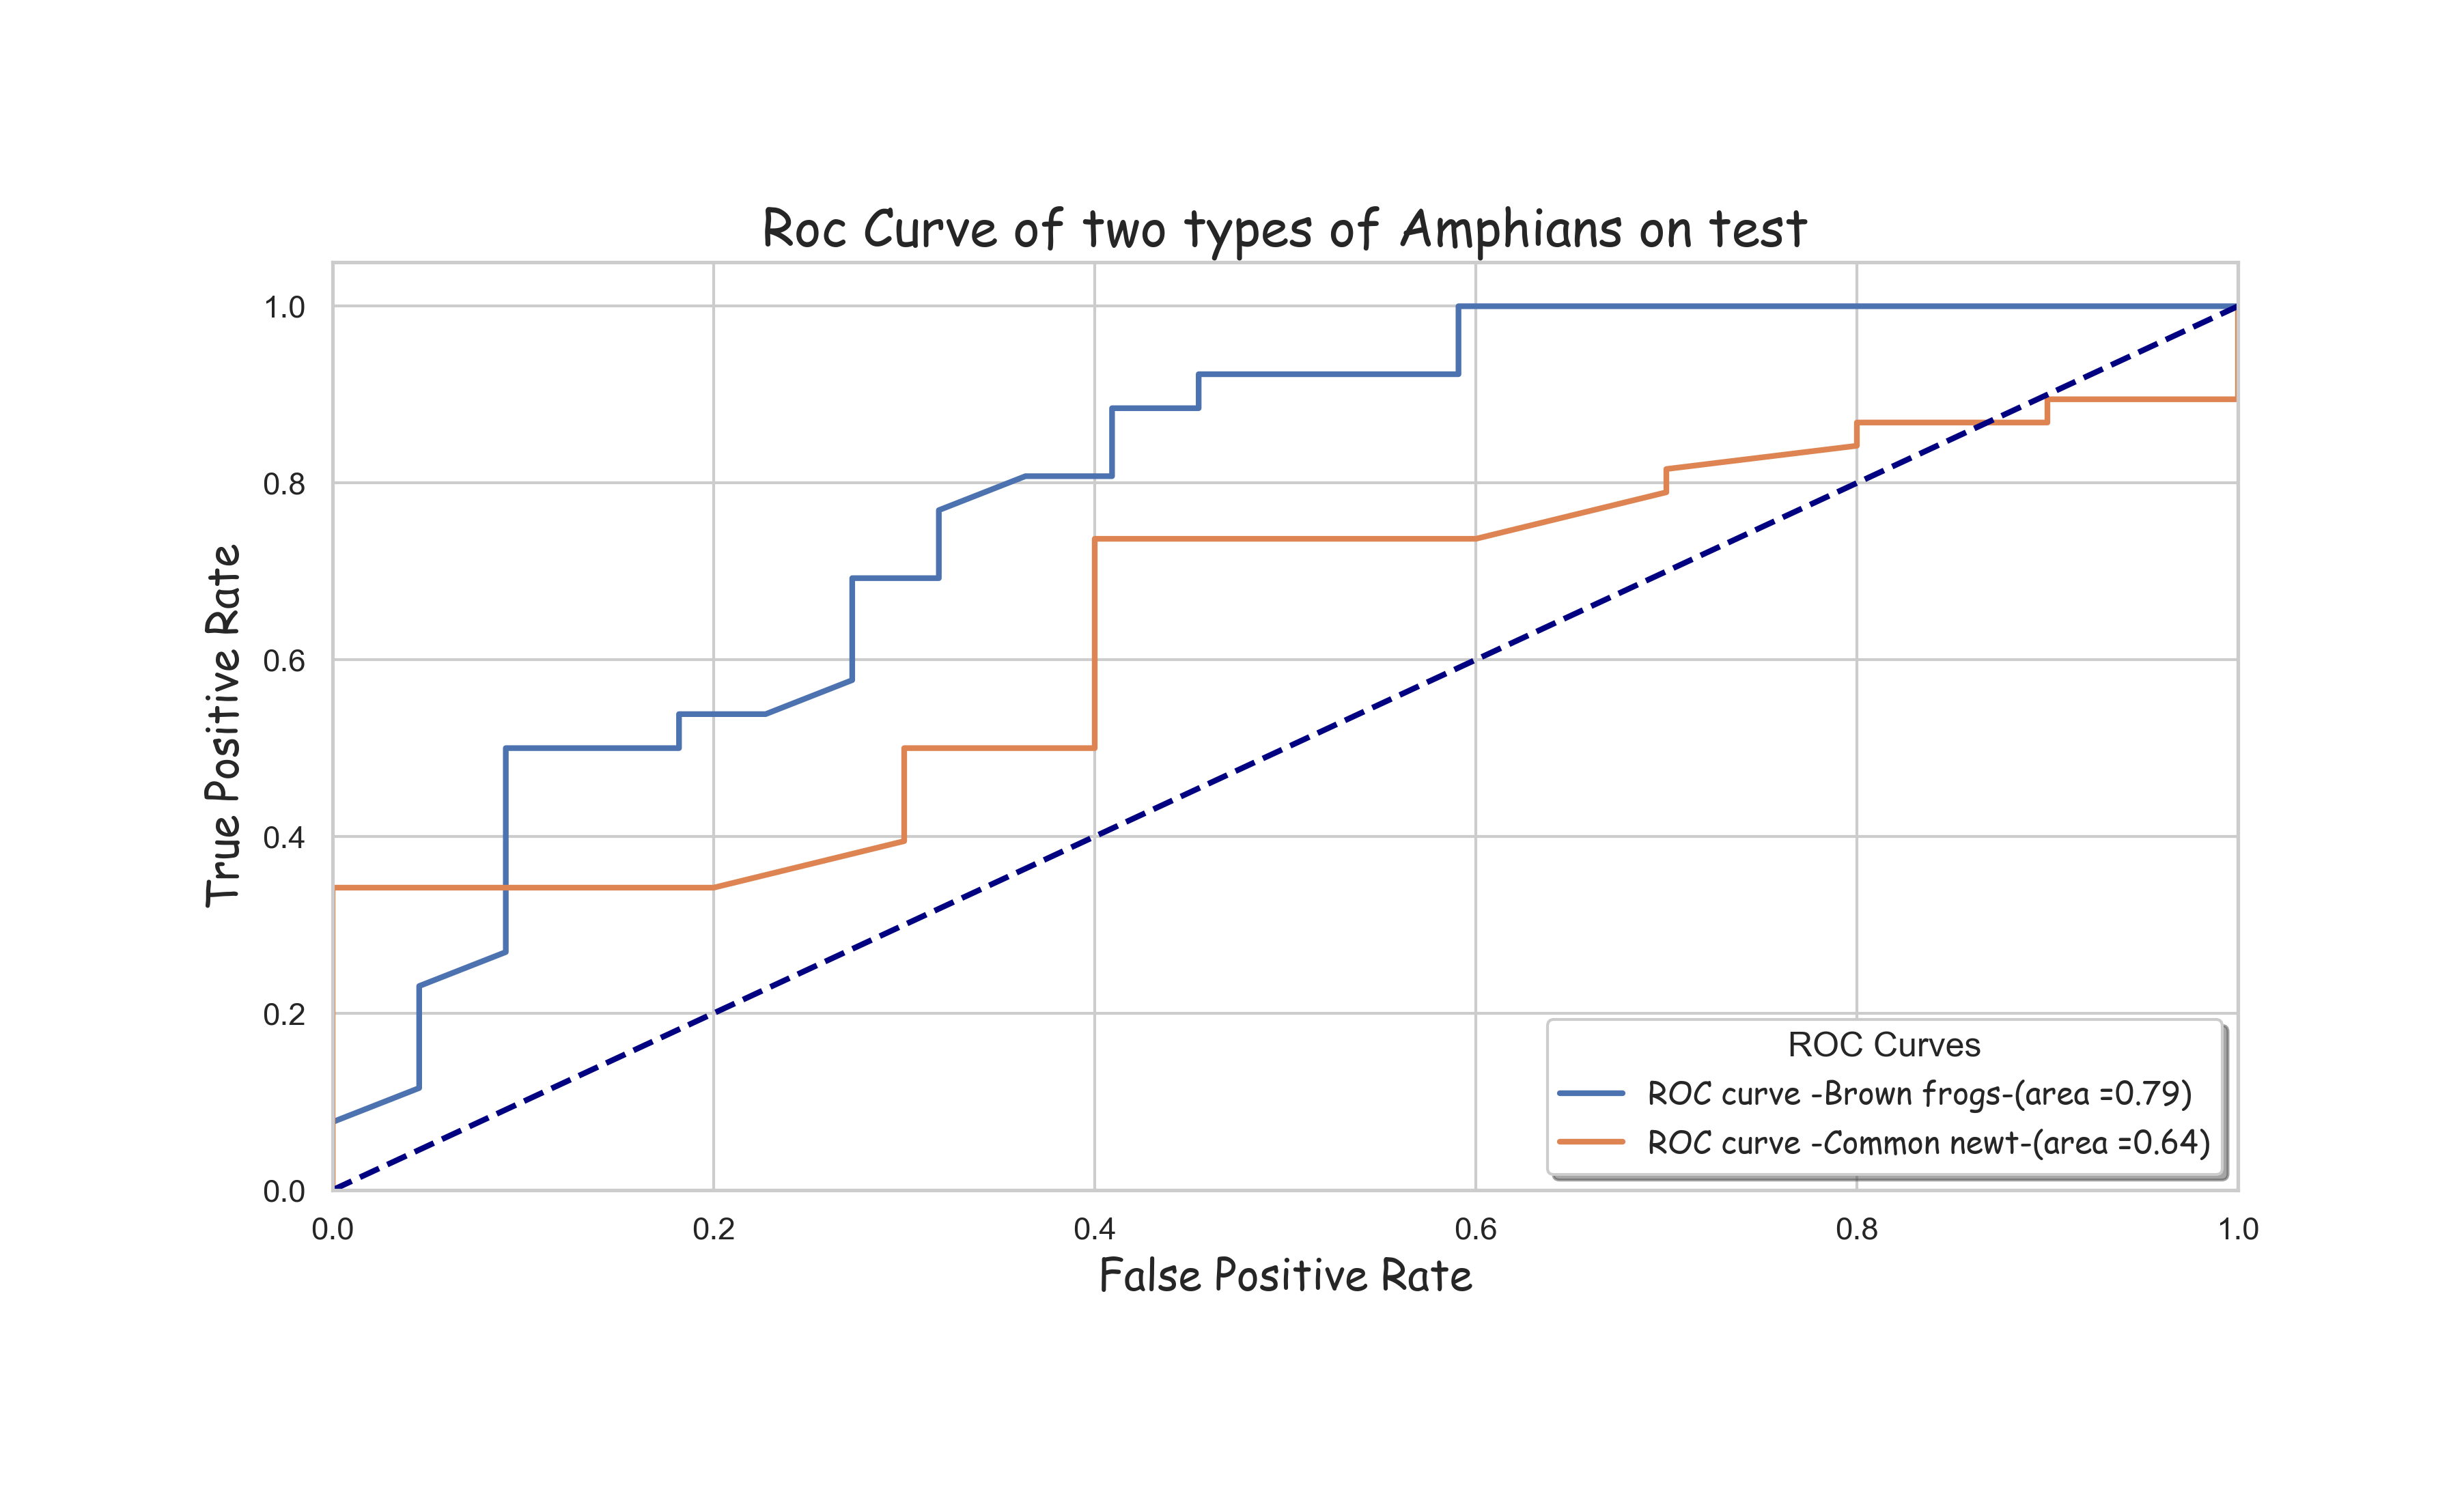 Roc Curve of two types of Amphians on test
True Positive Rate
1.0
0.8
0.6
0.4
0.2
0.0
0.0 0.2 0.4 0.6 0.8 1.0
False Positive Rate
ROC Curves
ROC curve -Brown frogs-(area =0.79)
ROC curve -Common newt-(area =0.64)